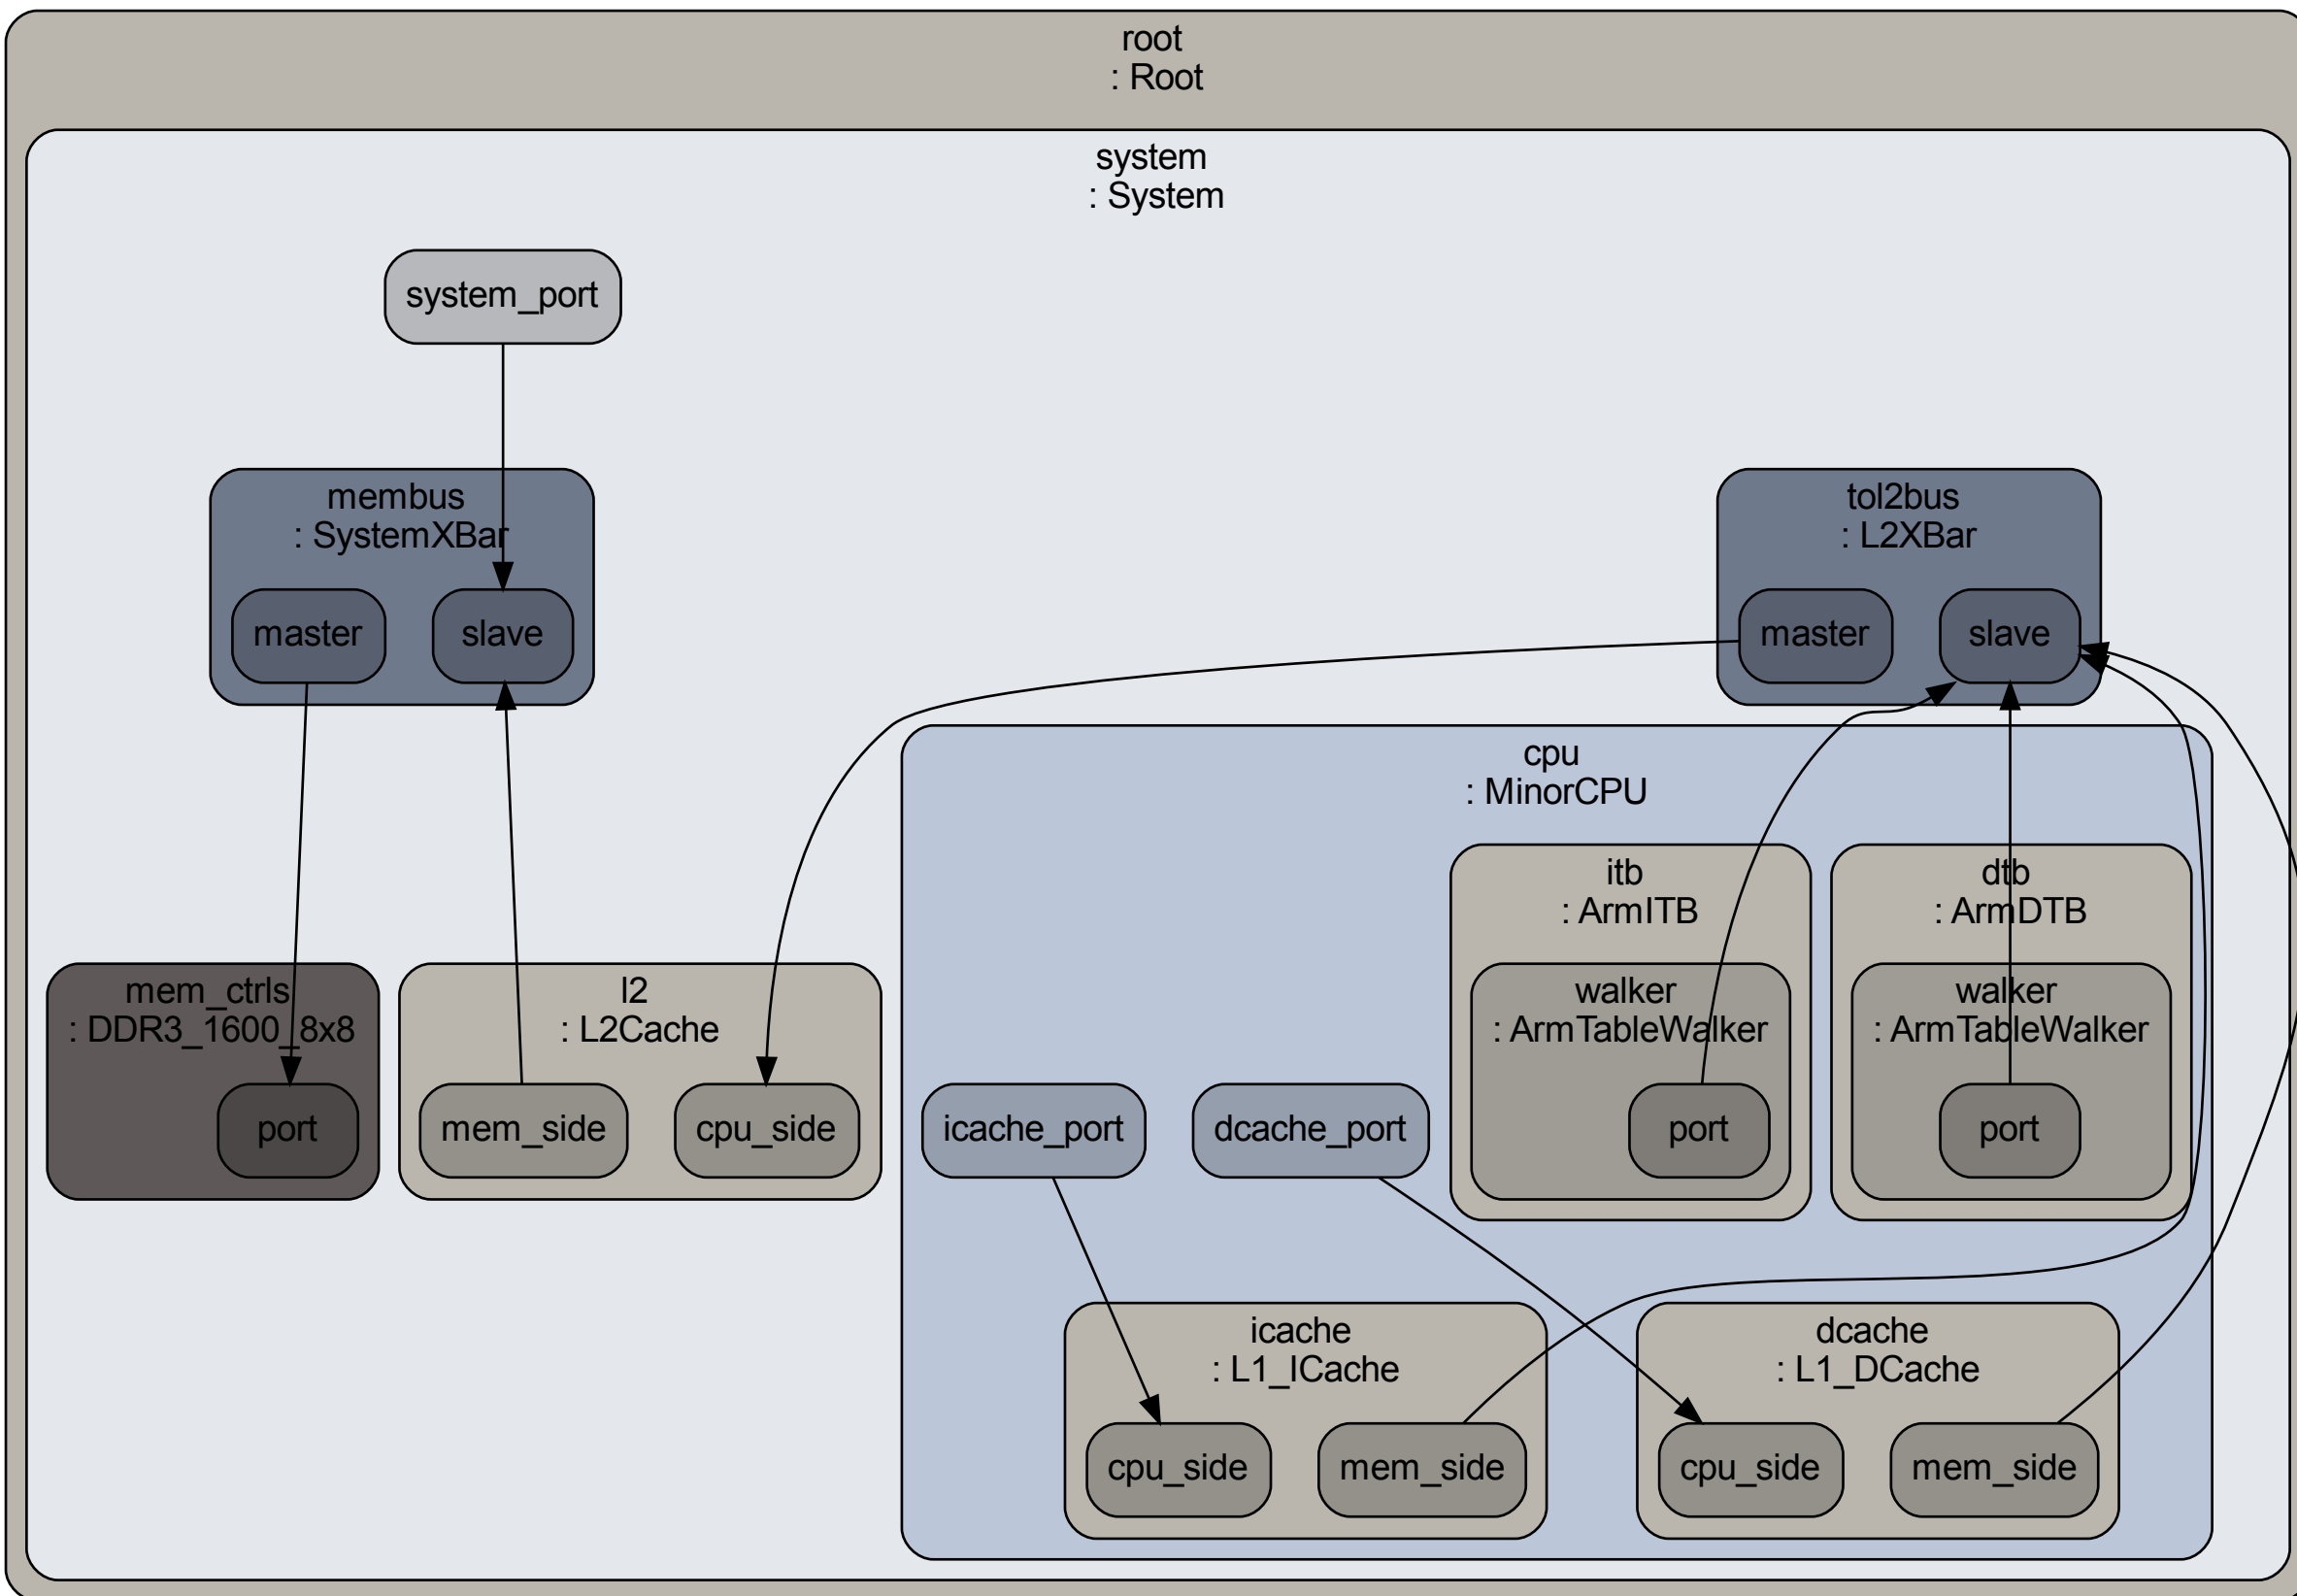 root
: Root
system
: System
system_port
membus
: SystemXBar
master
slave
tol2bus
: L2XBar
master
slave
cpu
: MinorCPU
itb
: ArmITB
walker
: ArmTableWalker
port
dtb
: ArmDTB
walker
: ArmTableWalker
port
mem_ctrls
: DDR3_1600_8x8
port
l2
: L2Cache
mem_side
cpu_side
icache_port
dcache_port
icache
: L1_ICache
cpu_side
mem_side
dcache
: L1_DCache
cpu_side
mem_side